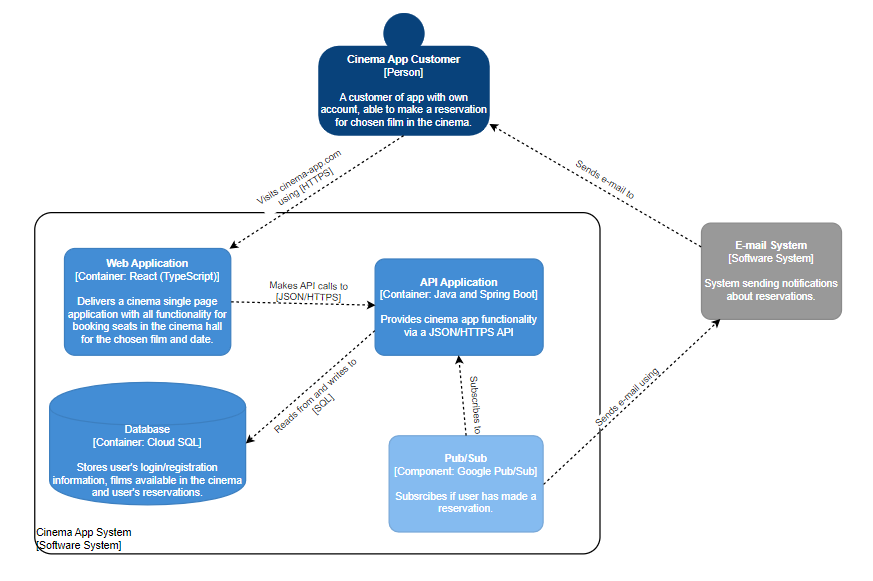 Cinema App Customer
[Person]
A customer of app with own
account, able to make a reservation
for chosen film in the cinema.
Visits cinema-app.com
using [HTTPS]
Sends e-mail to
Web Application
[Container: React (TypeScript)]
Delivers a cinema single page
application with all functionality for
booking seats in the cinema hall
for the chosen film and date.
Makes API calls to
[JSON/HTTPS]
API Application
[Container: Java and Spring Boot]
Provides cinema app functionality
via a JSON/HTTPS API
E-mail System
[Software System]
System sending notifications
about reservations.
Reads from and writes to
[SQL]
Subscribes to
Sends e-mail using
Database
[Container: Cloud SQL]
Stores user's login/registration
information, films available in the cinema
and user's reservations.
Pub/Sub
[Component: Google Pub/Sub]
Subsrcibes if user has made a
reservation.
Cinema App System
[Software System]